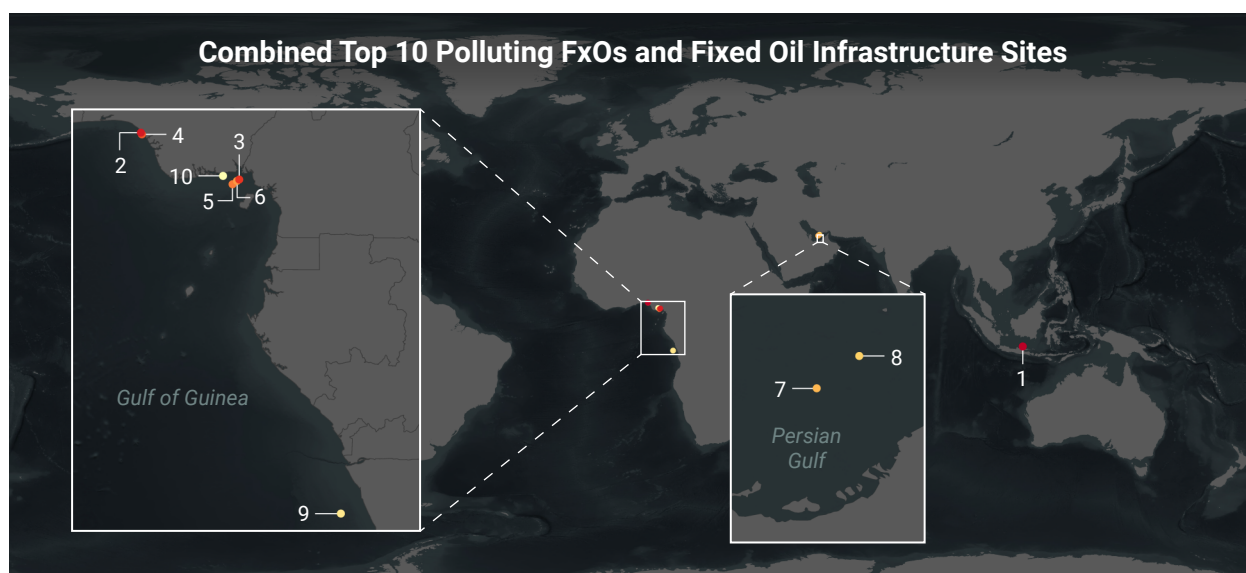 Combined Top 10 Polluting FxOs and Fixed Oil Infrastructure Sites
2
4
3
10
5
6
Gulf of Guinea
9
8
7
Persian
Gulf
1